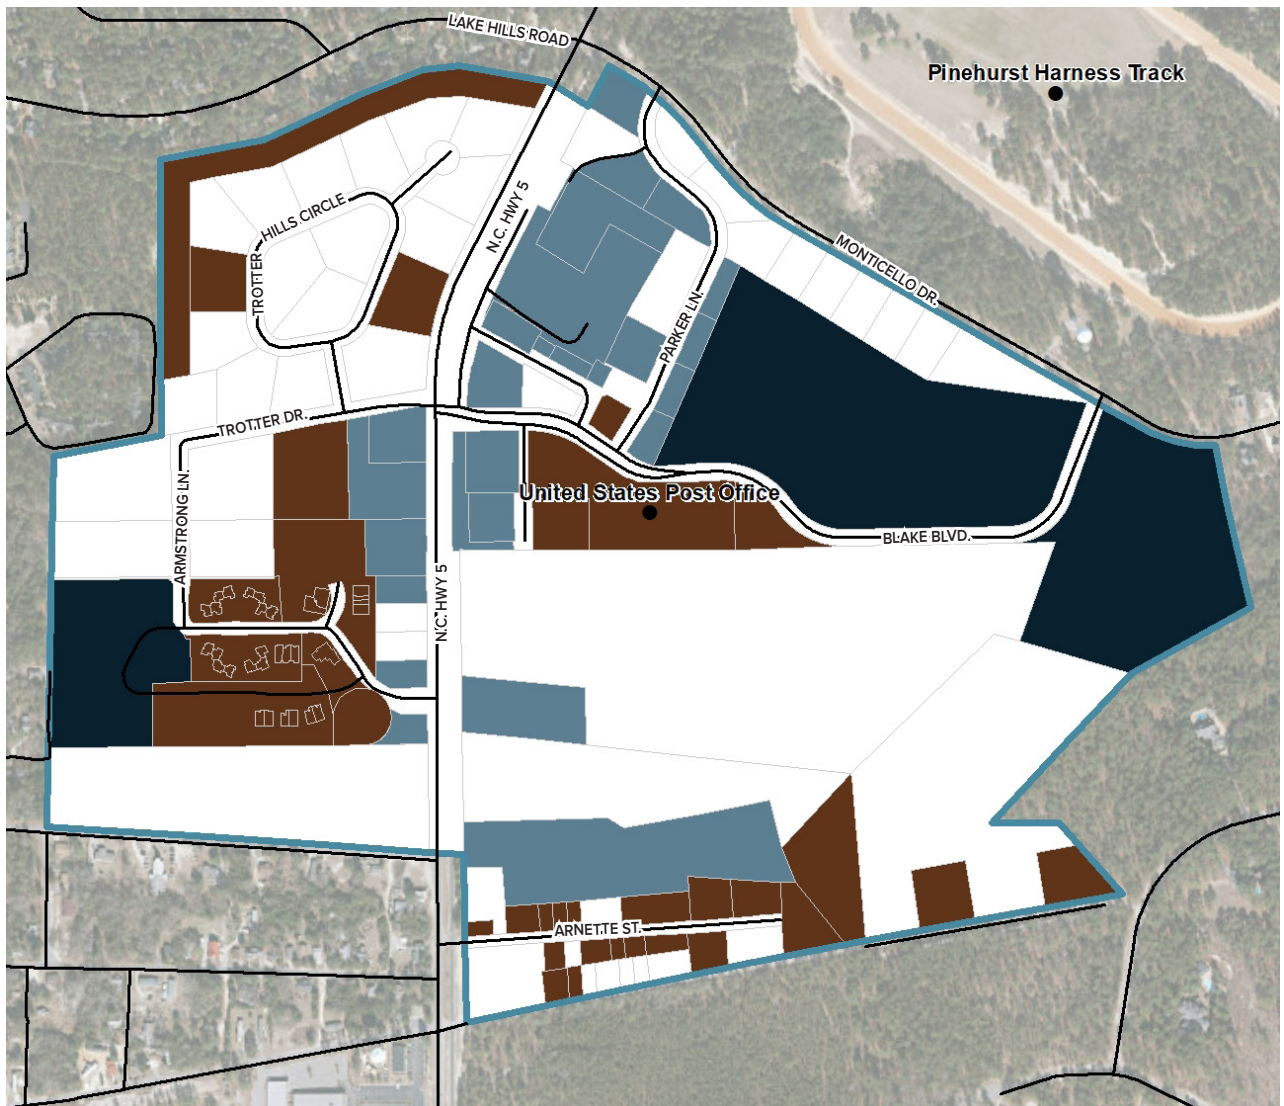 LAKE HILLS ROAD
Pinehurst Harness Track
N.C. HWY 5
TROTTER HILLS CIRCLE
MONTICELLO DR.
PARKER LN.
TROTTER DR.
United States Post Office
ARMSTRONG LN.
BLAKE BLVD.
N.C. HWY 5
ARNETTE ST.